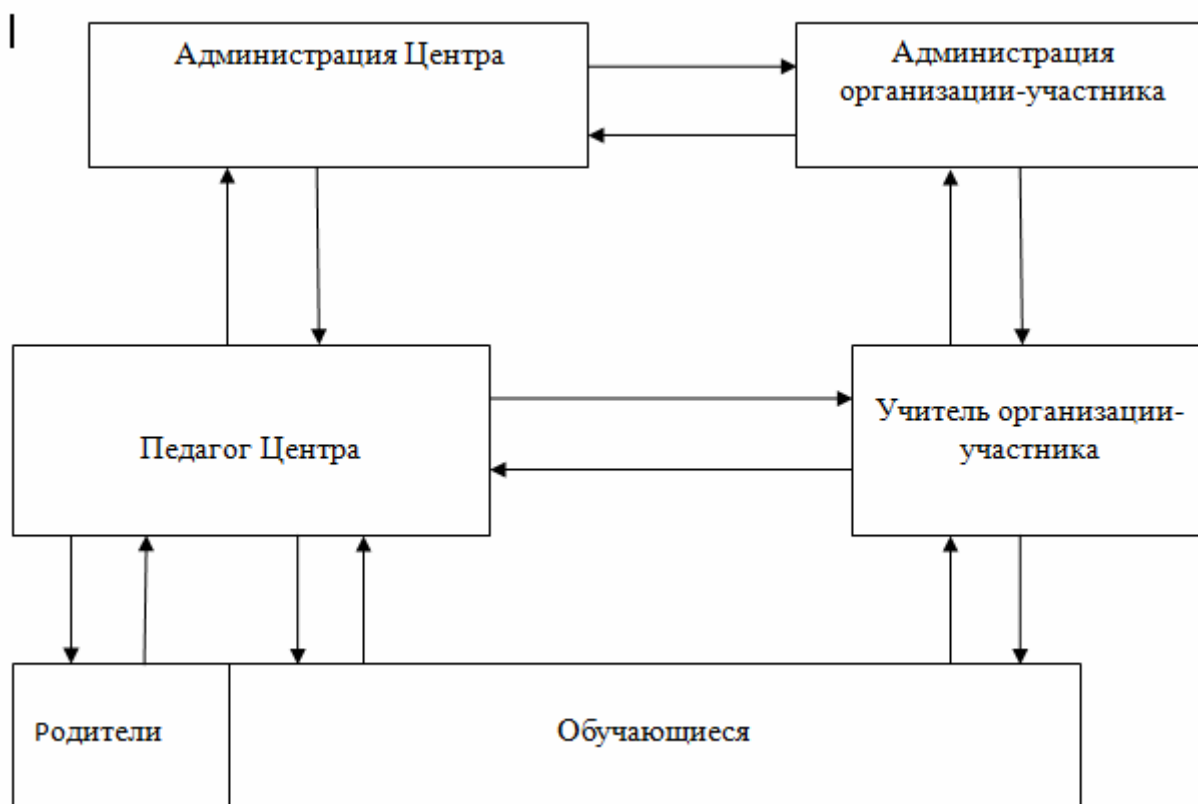 Администрация Центра
Администрация
организации-участника
Педагог Центра
Учитель организации-
участника
Родители
Обучающиеся